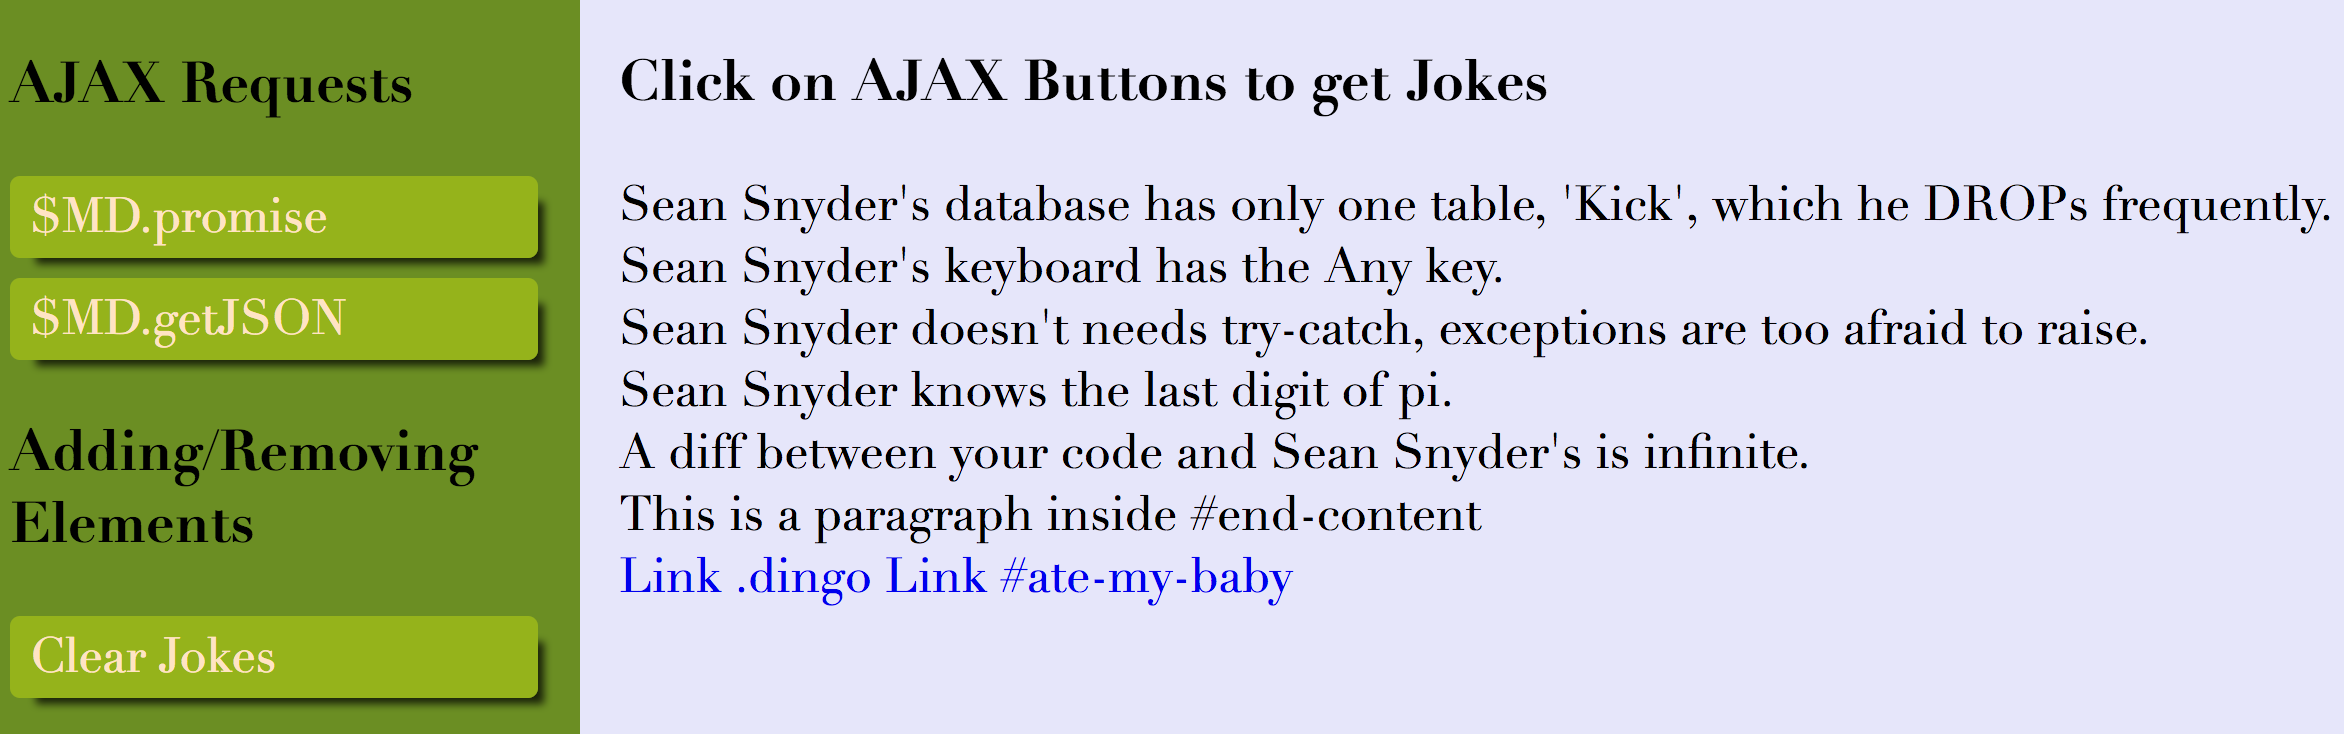 AJAX Requests
$MD.promise
$MD.getJSON
Adding/Removing
Elements
Clear Jokes
Click on AJAX Buttons to get Jokes
Sean Snyder's database has only one table, 'Kick', which he DROPs frequently.
Sean Snyder's keyboard has the Any key.
Sean Snyder doesn't needs try-catch, exceptions are too afraid to raise.
Sean Snyder knows the last digit of pi.
A diff between your code and Sean Snyder's is infinite.
This is a paragraph inside #end-content
Link .dingo Link #ate-my-baby